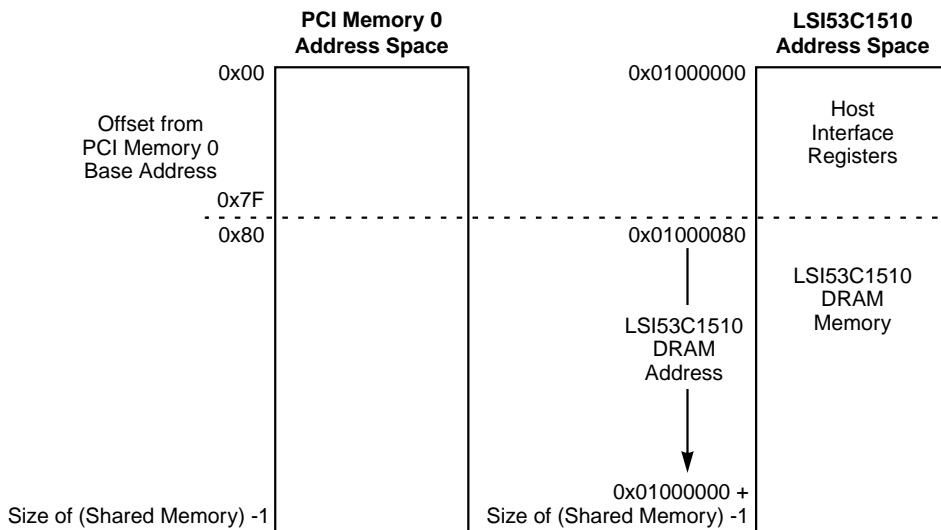 PCI Memory 0
Address Space
LSI53C1510
Address Space
0x00
0x01000000
Offset from
PCI Memory 0
Base Address
Host
Interface
Registers
0x7F
0x80
0x01000080
LSI53C1510
DRAM
Memory
LSI53C1510
DRAM
Address
0x01000000 +
Size of (Shared Memory) -1
Size of (Shared Memory) -1